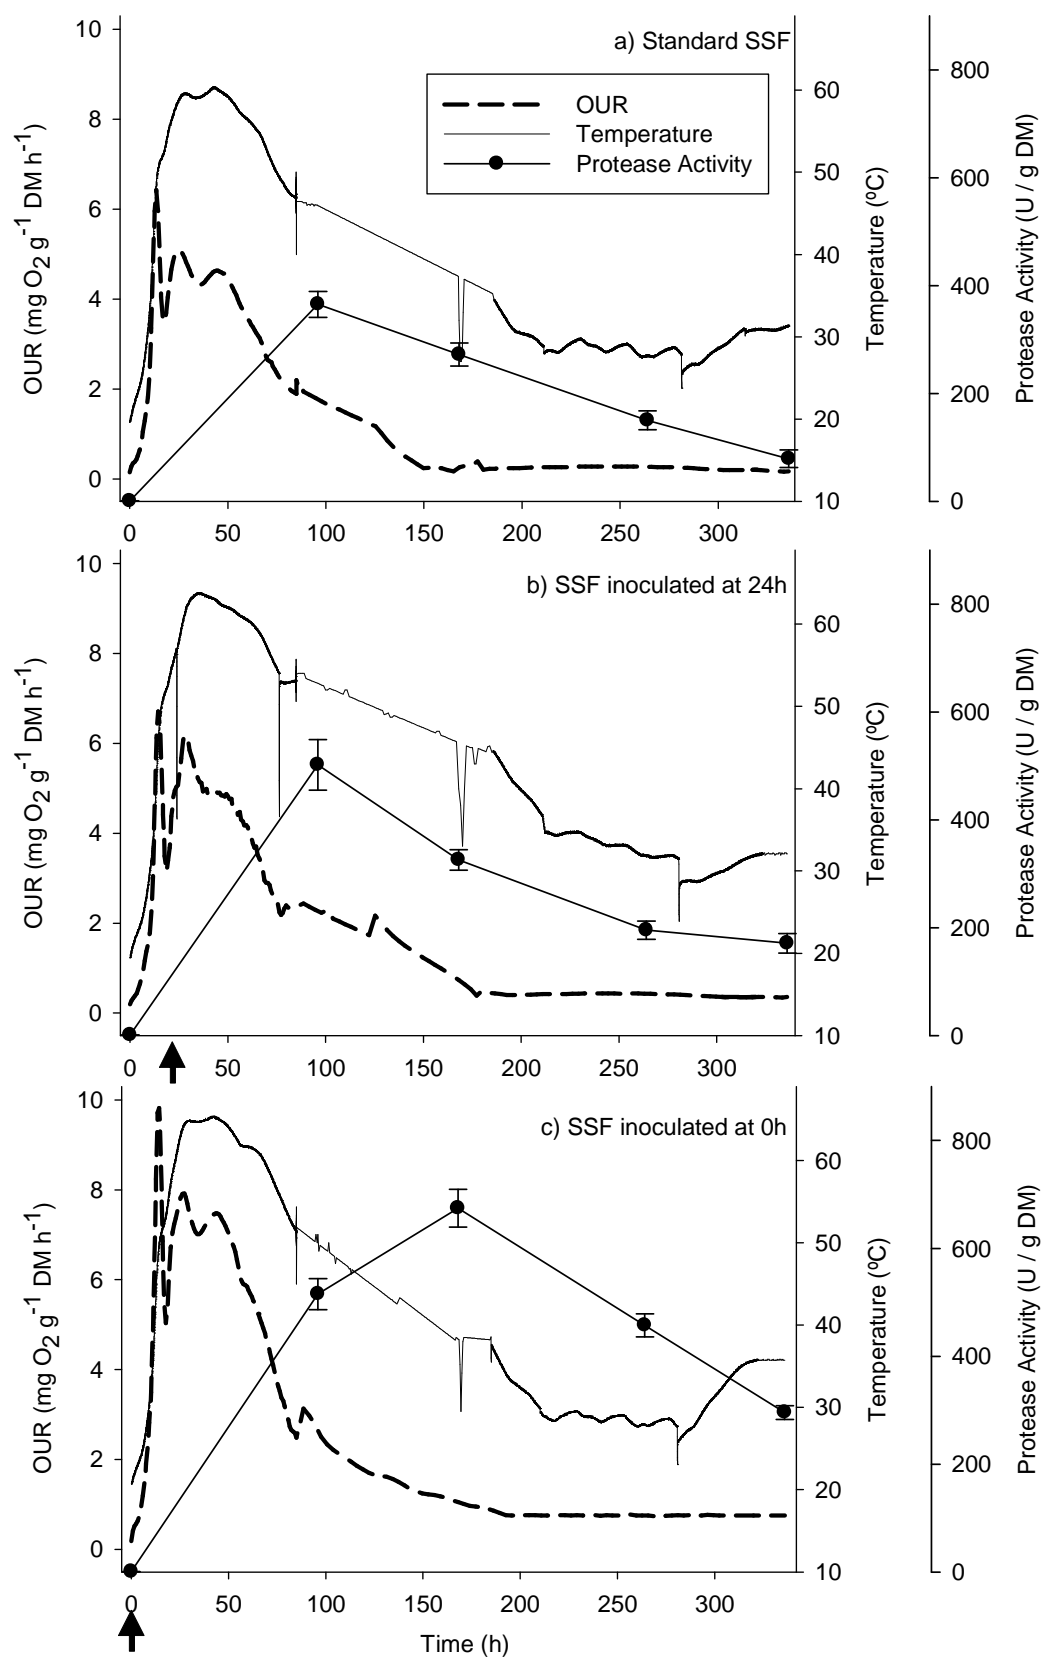 a) Standard SSF
OUR
Temperature
Protease Activity
10
8
6
4
2
0
OUR (mg O2 g-1 DM h-1)
60
50
40
30
20
10
Temperature (ºC)
800
600
400
200
0
Protease Activity (U / g DM)
0 50 100 150 200 250 300
b) SSF inoculated at 24h
10
8
6
4
2
0
OUR (mg O2 g-1 DM h-1)
60
50
40
30
20
10
Temperature (ºC)
800
600
400
200
0
Protease Activity (U / g DM)
0 50 100 150 200 250 300
c) SSF inoculated at 0h
10
8
6
4
2
0
OUR (mg O2 g-1 DM h-1)
60
50
40
30
20
10
Temperature (ºC)
800
600
400
200
0
Protease Activity (U / g DM)
0 50 100 150 200 250 300
Time (h)